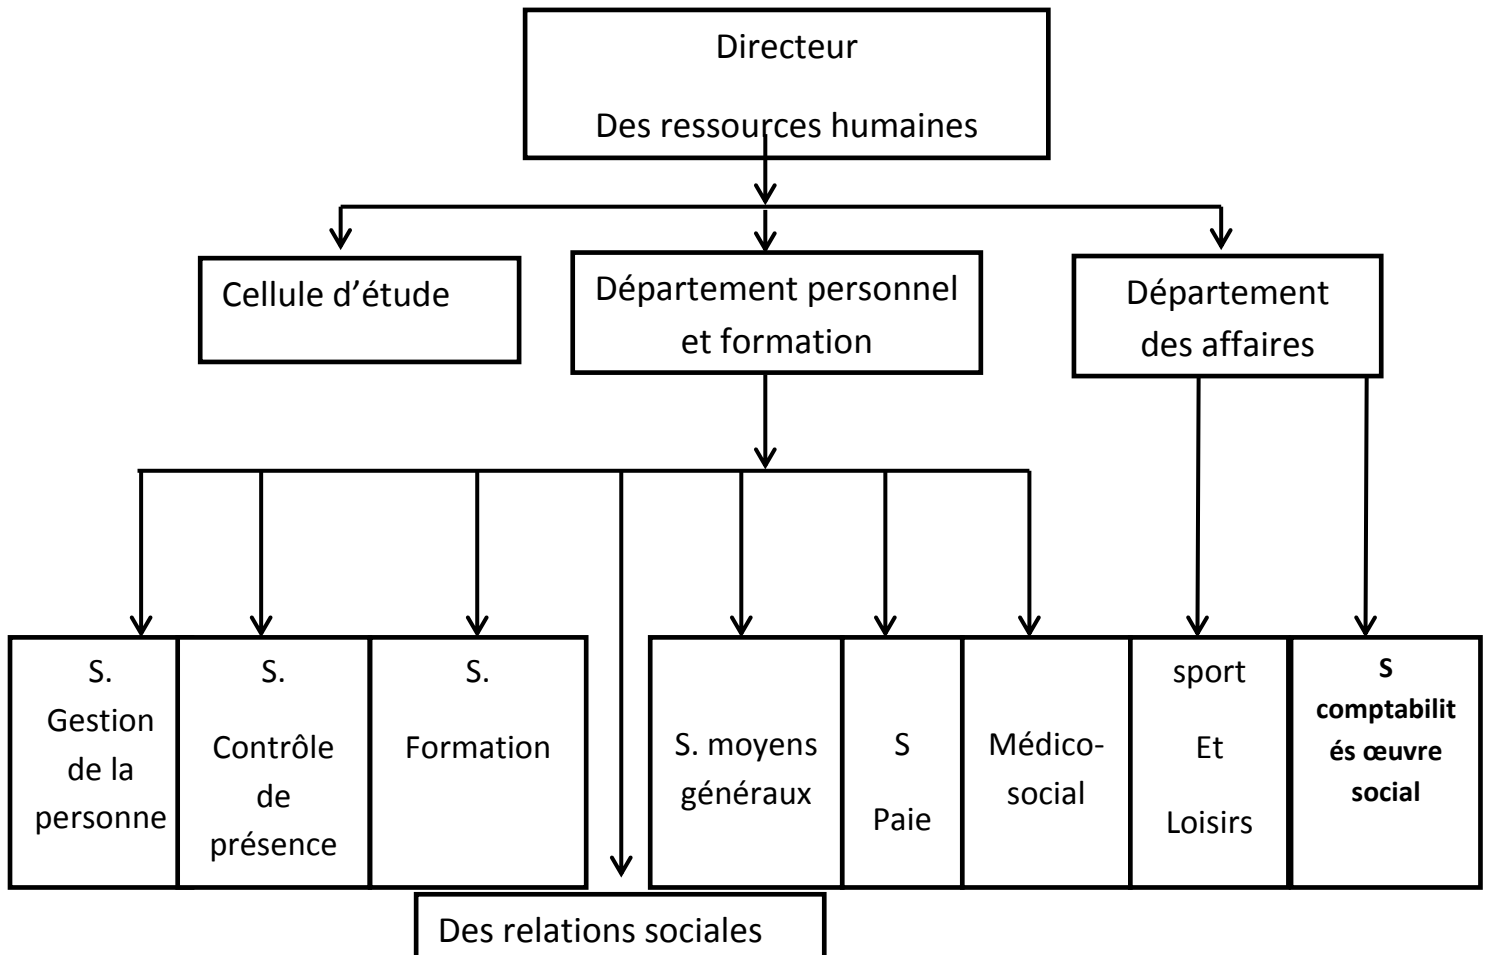 Directeur
Des ressources humaines
Cellule d’étude
Département personnel
et formation
Département
des affaires
S.
Gestion
de la
personne
S.
Contrôle
de
présence
S.
Formation
S. moyens
généraux
S
Paie
Médico-
social
sport
Et
Loisirs
S
comptabilit
és œuvre
social
Des relations sociales